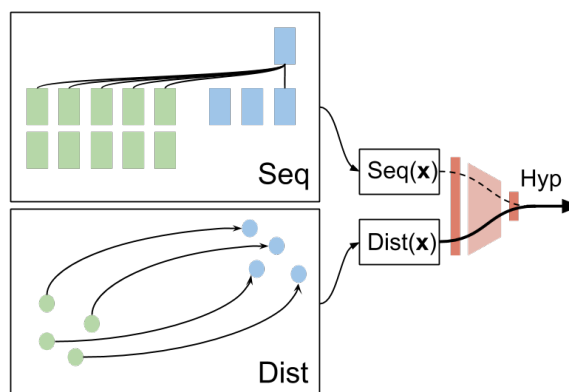 Seq
Seq(x)
Hyp
Dist(x)
Dist